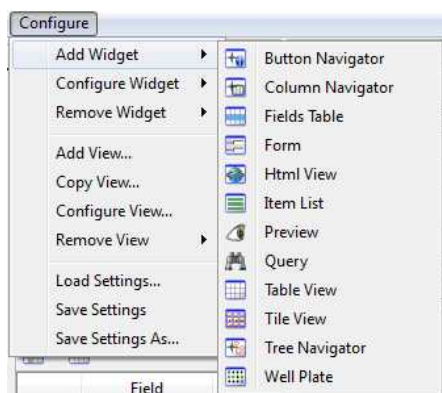 Configure
Add Widget
Configure Widget
Remove Widget
Add View...
Copy View...
Configure View...
Remove View
Load Settings...
Save Settings
Save Settings As...
Field
Button Navigator
Column Navigator
Fields Table
Form
Html View
Item List
Preview
Query
Table View
Tile View
Tree Navigator
Well Plate